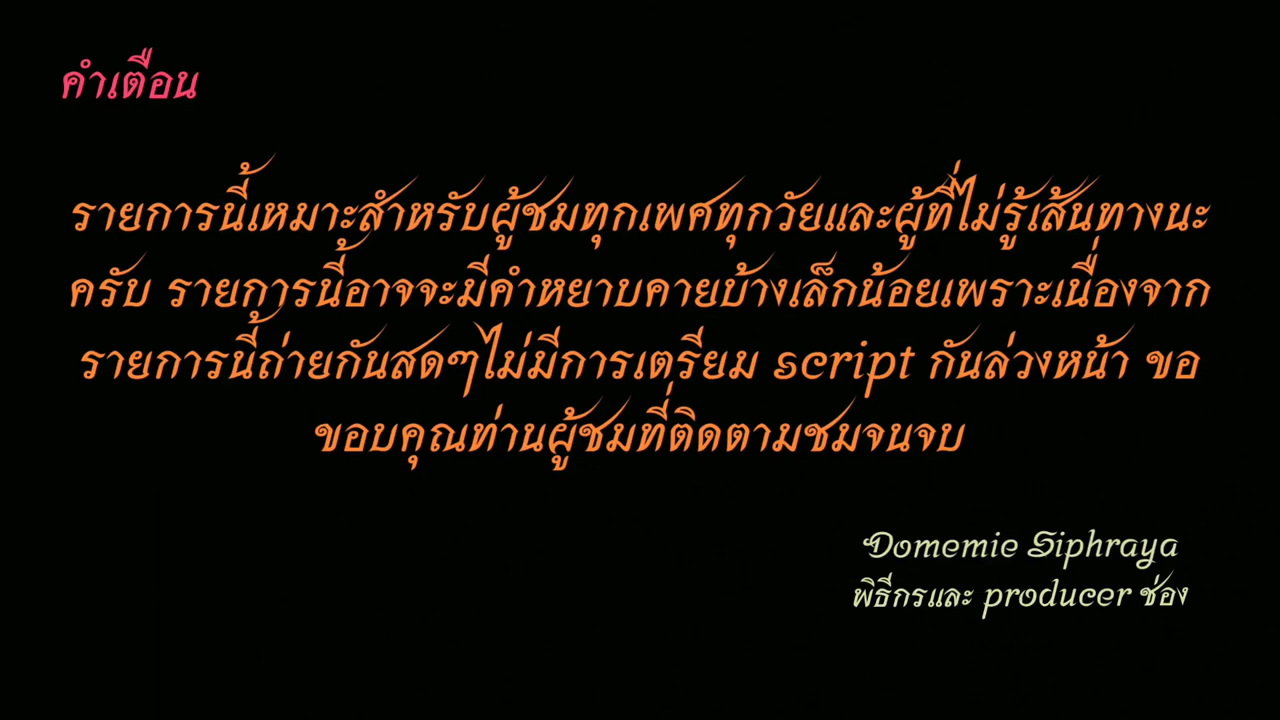 คำเตือน
รายการนี้เหมาะสำหรับผู้ชมทุกเพศทุกวัยและผู้ที่ไม่รู้เส้นทางนะ
ครับ รายการนี้อาจจะมีคำหยาบคายบ้างเล็กน้อยเพราะเนื่องจาก
รายการนี้ถ่ายกันสดๆไม่มีการเตรียม script กันล่วงหน้า ขอ
ขอบคุณท่านผู้ชมที่ติดตามชมจนจบ
Domemie Siphraya
พิธีกรและ producer ช่อง